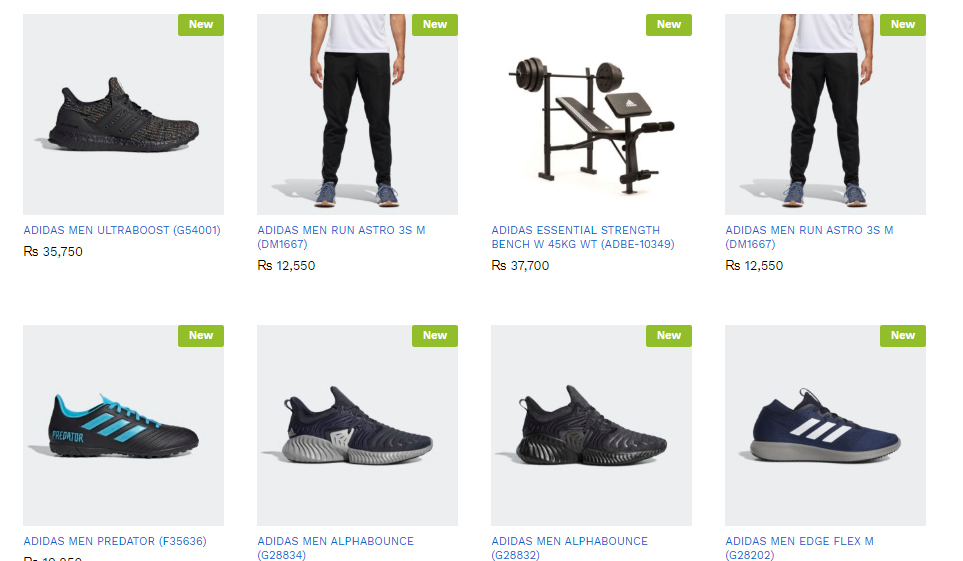 New
New
New
New
ADIDAS MEN ULTRABOOST (G54001)
₨ 35,750
ADIDAS MEN RUN ASTRO 3S M
(DM1667)
₨ 12,550
ADIDAS ESSENTIAL STRENGTH
BENCH W 45KG WT (ADBE-10349)
₨ 37,700
ADIDAS MEN RUN ASTRO 3S M
(DM1667)
₨ 12,550
New
New
New
PREDATOR
ADIDAS MEN PREDATOR (F35636)
ADIDAS MEN ALPHABOUNCE
(G28834)
ADIDAS MEN ALPHABOUNCE
(G28832)
ADIDAS MEN EDGE FLEX M
(G28202)